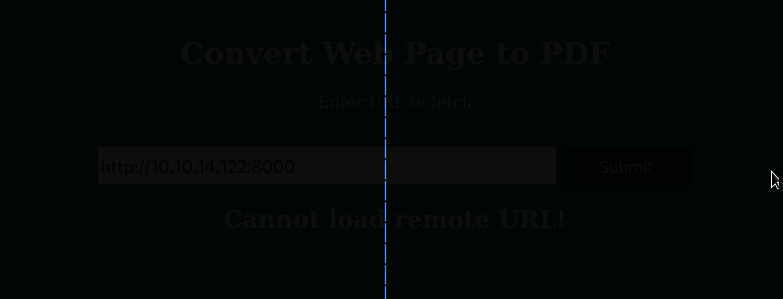 Convert Web Page to PDF
Enter URL to fetch
http://10.10.14.122:8000 Submit
Cannot load remote URL!